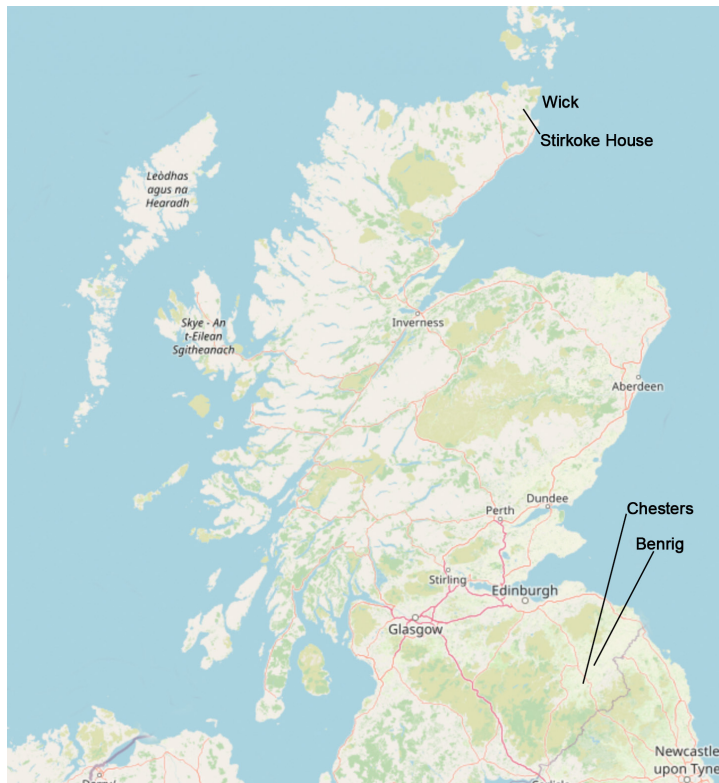 Wick
Stirkoke House
Leòdhas
agus na
Hearadh
Inverness
Skye - An
t-Eilean
Sgitheanach
Aberdeen
Dundee
Perth
Chesters
Benrig
Stirling
Edinburgh
Glasgow
Newcastle
upon Tyne